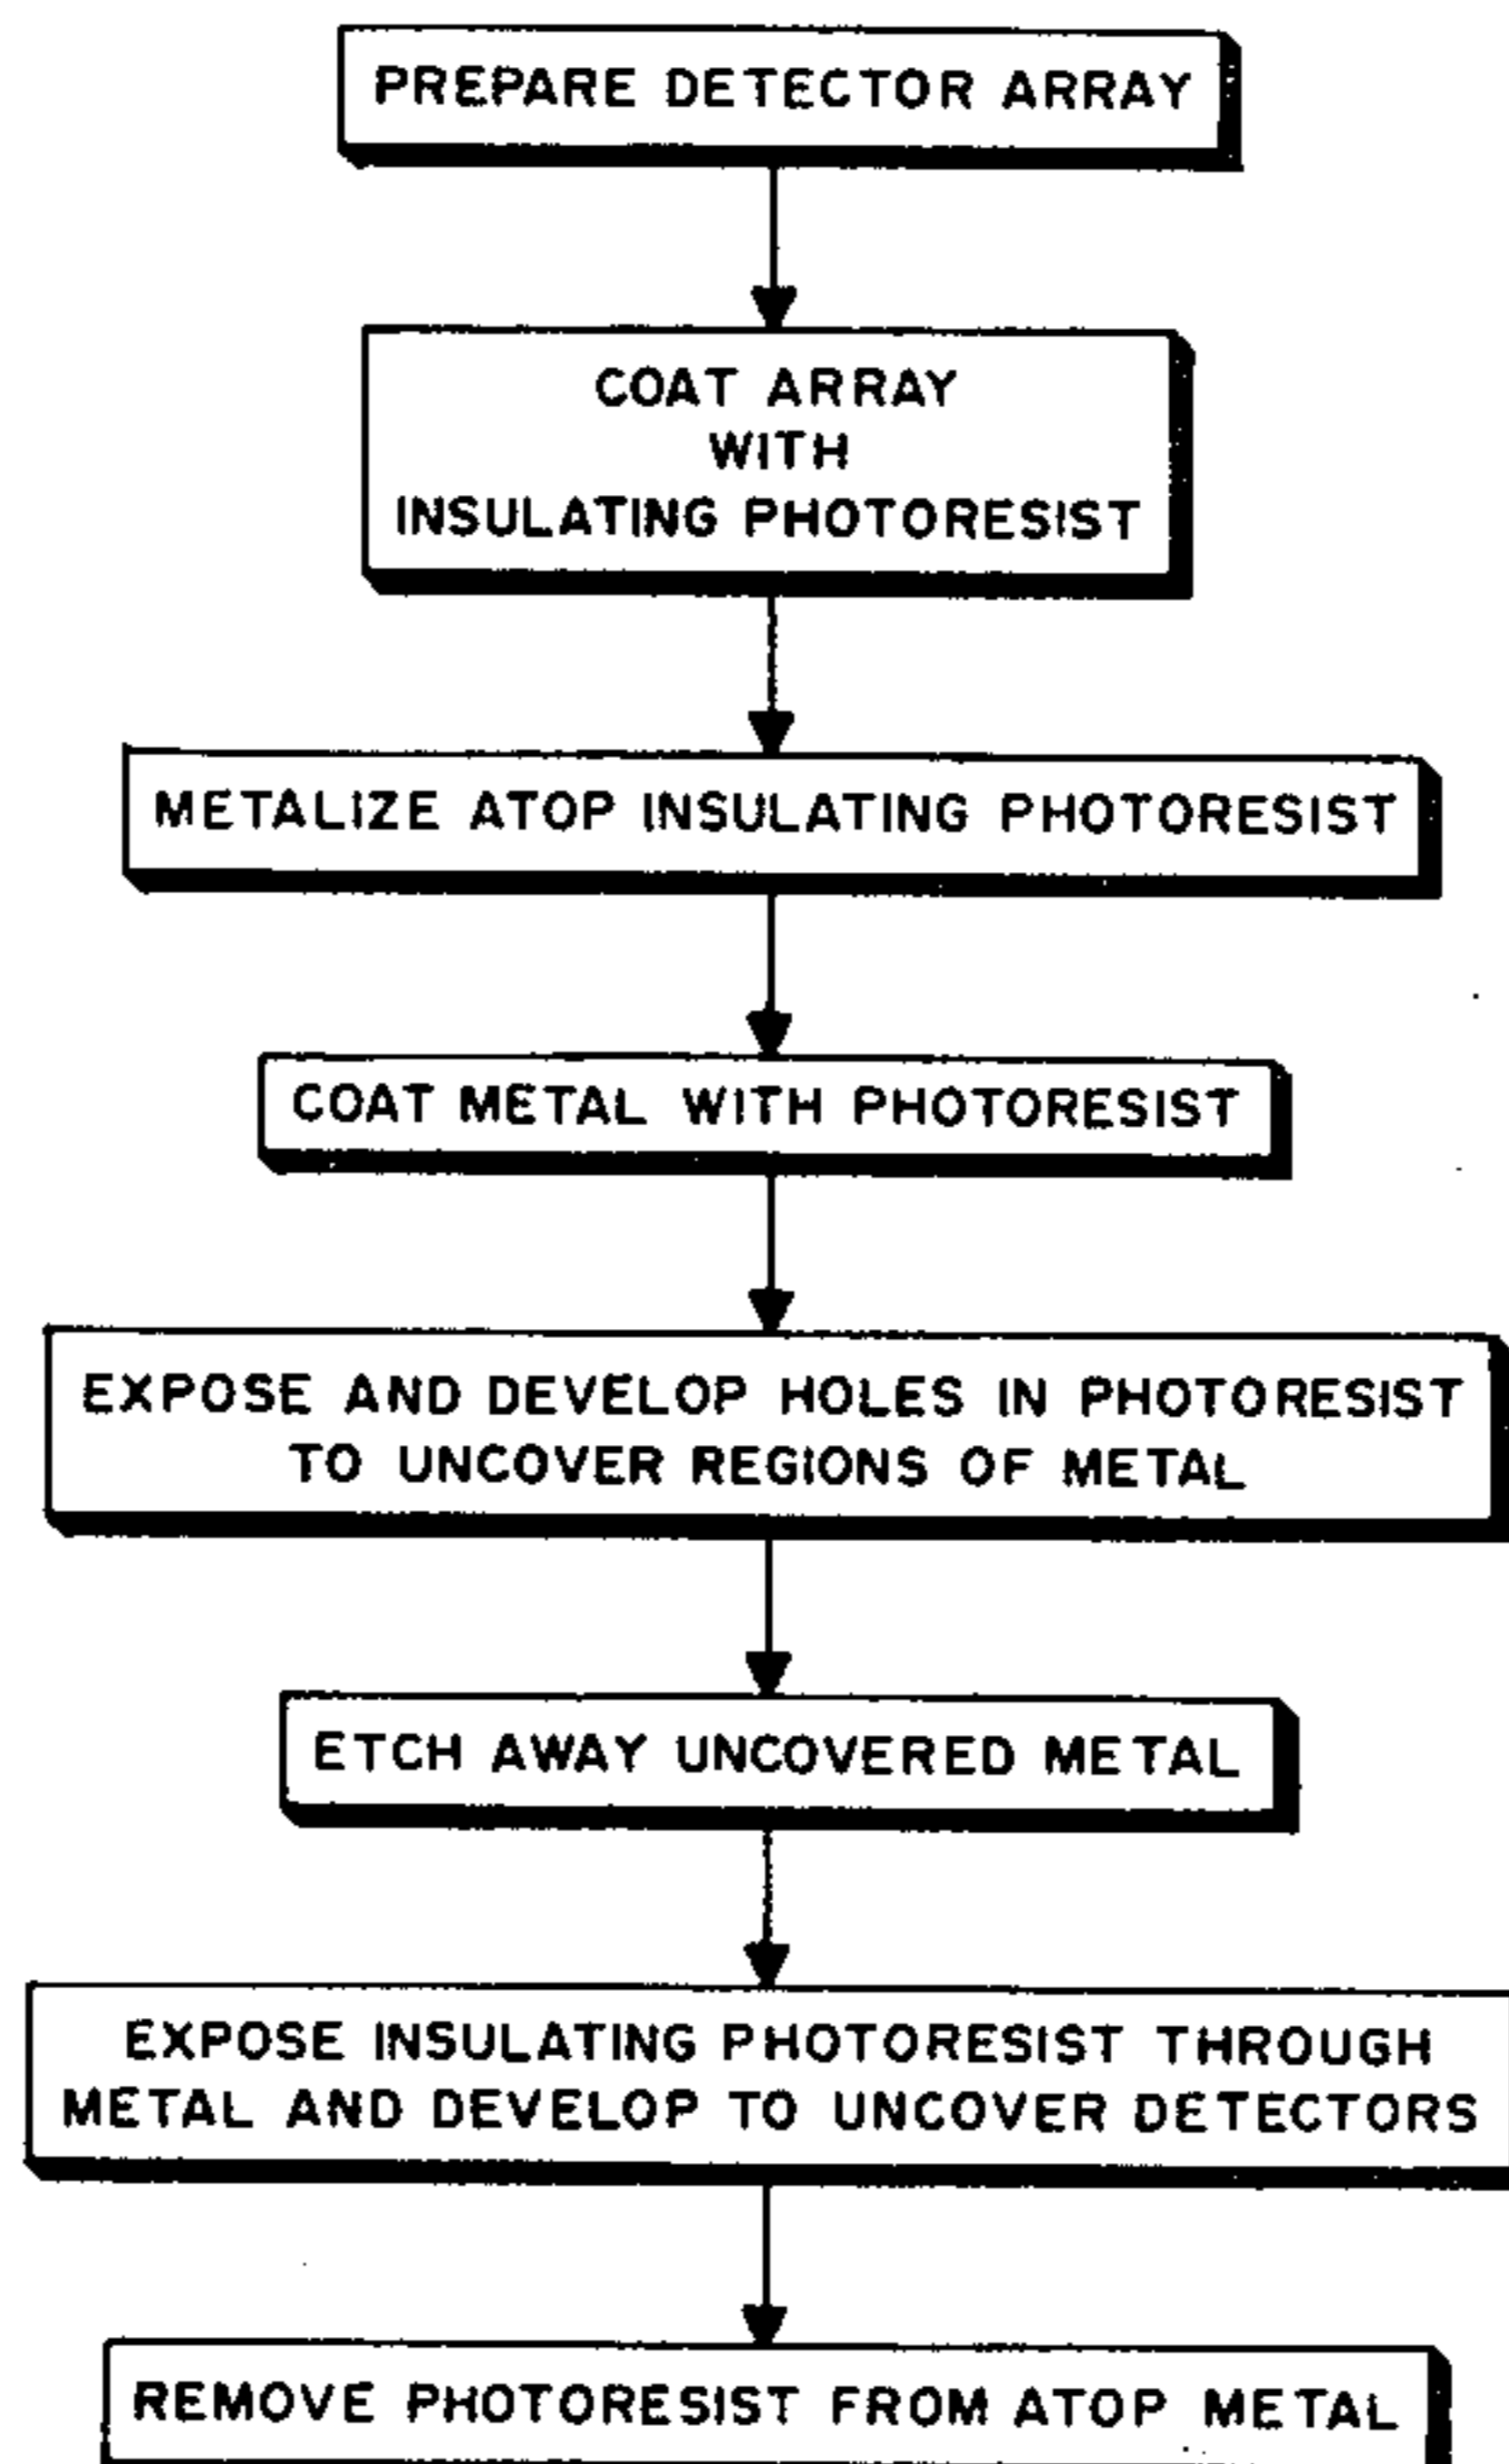 PREPARE DETECTOR ARRAY
COAT ARRAY
WITH
INSULATING PHOTORESIST
METALIZE ATOP INSULATING PHOTORESIST
COAT METAL WITH PHOTORESIST
EXPOSE AND DEVELOP HOLES IN PHOTORESIST
TO UNCOVER REGIONS OF METAL
ETCH AWAY UNCOVERED METAL
EXPOSE INSULATING PHOTORESIST THROUGH
METAL AND DEVELOP TO UNCOVER DETECTORS
REMOVE PHOTORESIST FROM ATOP METAL